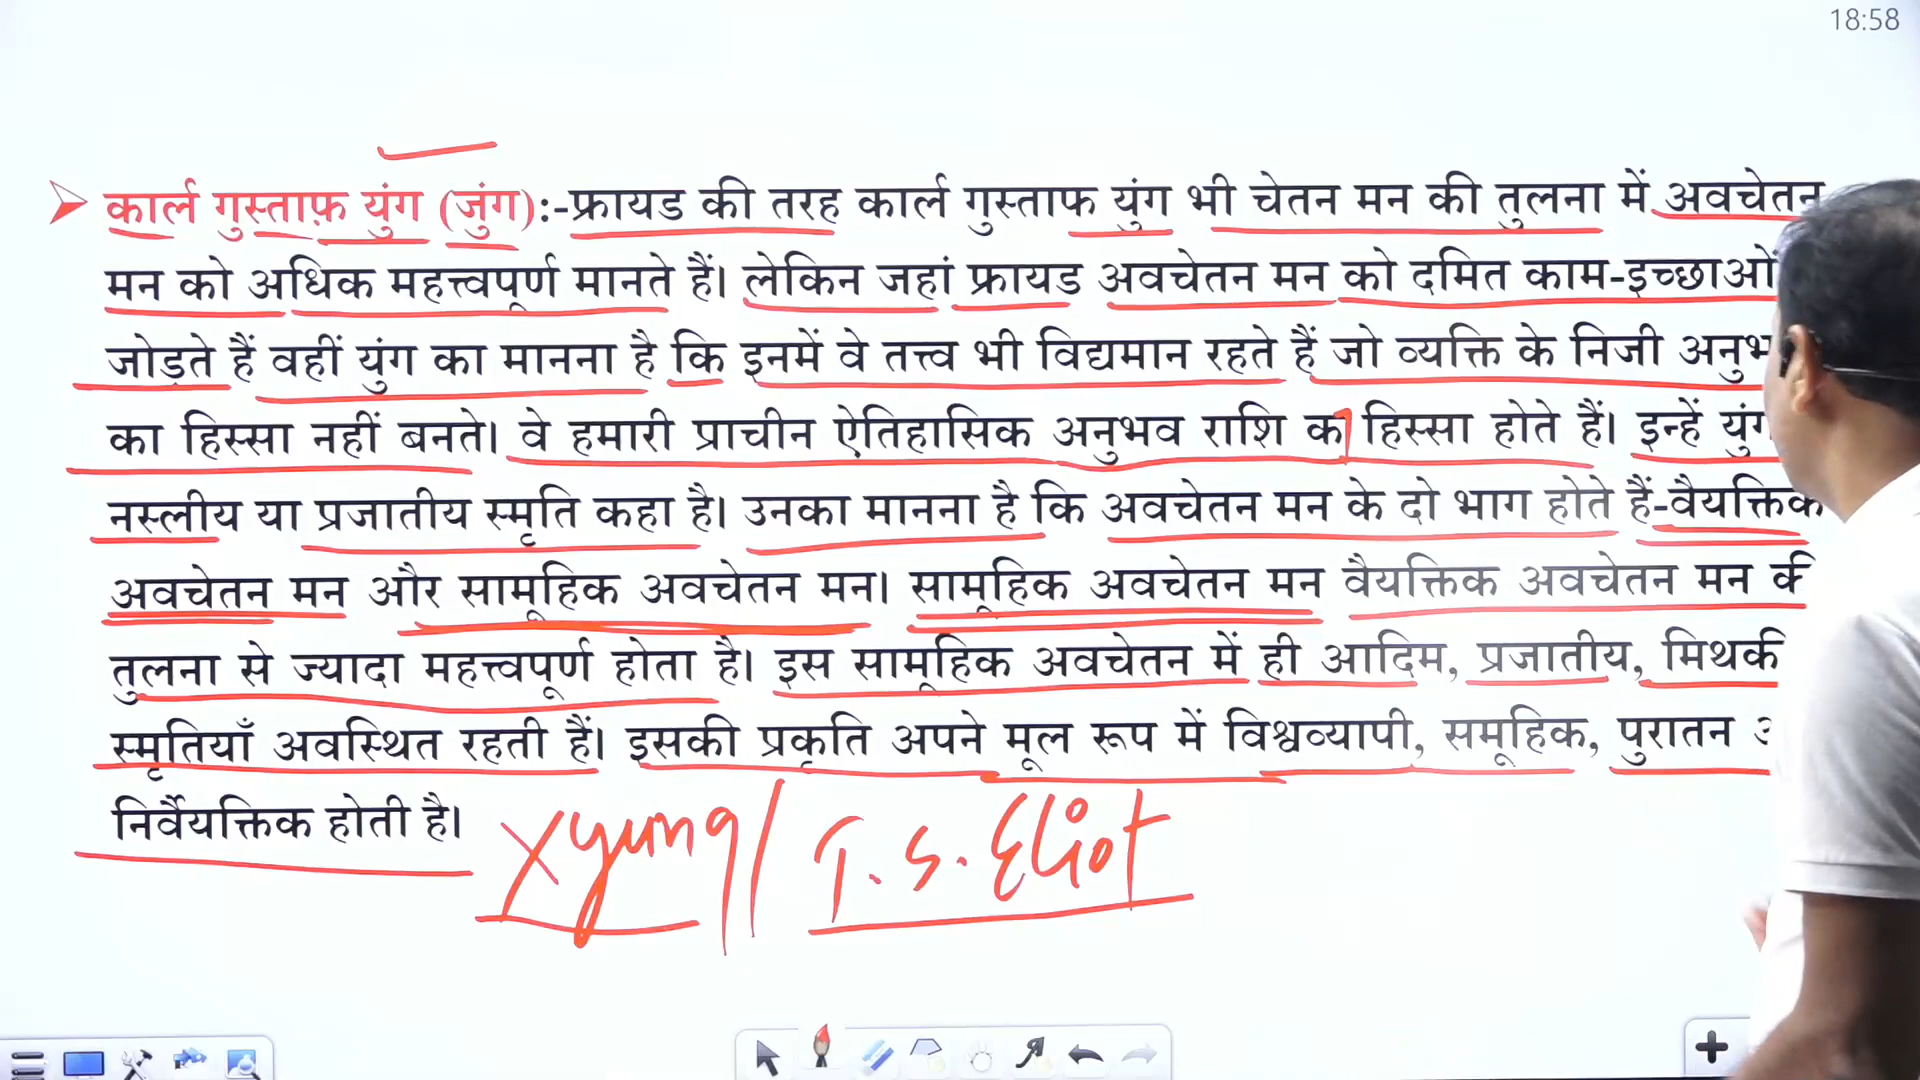 18:58
कार्ल गुस्ताफ़ युंग (जुंग):-फ्रायड की तरह कार्ल गुस्ताफ युंग भी चेतन मन की तुलना में अवचेतन
मन को अधिक महत्त्वपूर्ण मानते हैं। लेकिन जहां फ्रायड अवचेतन मन को दमित काम-इच्छाओं
जोड़ते हैं वहीं युंग का मानना है कि इनमें वे तत्त्व भी विद्यमान रहते हैं जो व्यक्ति के निजी
का हिस्सा नहीं बनते। वे हमारी प्राचीन ऐतिहासिक अनुभव राशि का हिस्सा होते हैं। इन्हें युंग
नस्लीय या प्रजातीय स्मृति कहा है। उनका मानना है कि अवचेतन मन के दो भाग होते हैं-वैयक्तिक
अवचेतन मन और सामूहिक अवचेतन मन। सामूहिक अवचेतन मन वैयक्तिक अवचेतन मन की
तुलना से ज्यादा महत्त्वपूर्ण होता है। इस सामूहिक अवचेतन में ही आदिम, प्रजातीय, मिथकी
स्मृतियाँ अवस्थित रहती हैं। इसकी प्रकृति अपने मूल रूप में विश्वव्यापी, समूहिक, पुरातन
निर्वैयक्तिक होती है।
yung / T. S. Eliot